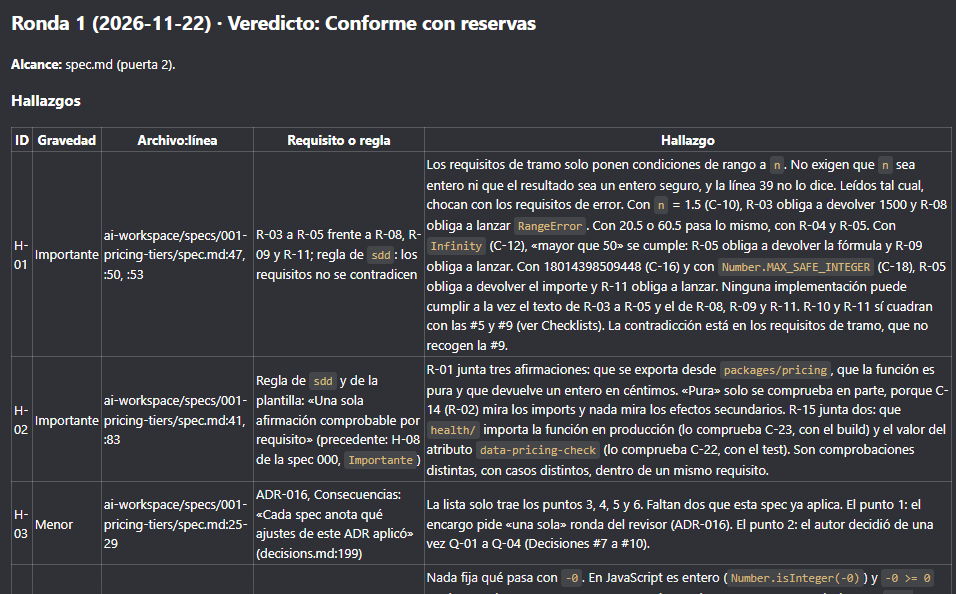 Ronda 1 (2026-11-22) · Veredicto: Conforme con reservas
Alcance: spec.md (puerta 2).
Hallazgos
ID Gravedad Archivo:línea Requisito o regla Hallazgo
H-01
Importante
ai-workspace/specs/001-
pricing-tiers/spec.md:47,
:50, :53
R-03 a R-05 frente a R-08, R-
09 y R-11; regla de sdd: los
requisitos no se contradicen
Los requisitos de tramo solo ponen condiciones de rango a n. No exigen que n sea
entero ni que el resultado sea un entero seguro, y la línea 39 no lo dice. Leídos tal cual,
chocan con los requisitos de error. Con n = 1.5 (C-10), R-03 obliga a devolver 1500 y R-08
obliga a lanzar RangeError. Con 20.5 o 60.5 pasa lo mismo, con R-04 y R-05. Con
Infinity (C-12), «mayor que 50» se cumple: R-05 obliga a devolver la fórmula y R-09
obliga a lanzar. Con 18014398509448 (C-16) y con Number.MAX_SAFE_INTEGER (C-18), R-05
obliga a devolver el importe y R-11 obliga a lanzar. Ninguna implementación puede
cumplir a la vez el texto de R-03 a R-05 y el de R-08, R-09 y R-11. R-10 y R-11 sí cuadran
con las #5 y #9 (ver Checklists). La contradicción está en los requisitos de tramo, que no
recogen la #9.
H-02
Importante
ai-workspace/specs/001-
pricing-tiers/spec.md:41,
:83
Regla de sdd y de la
plantilla: «Una sola
afirmación comprobable por
requisito» (precedente: H-08
de la spec 000, Importante)
R-01 junta tres afirmaciones: que se exporta desde packages/pricing, que la función es
pura y que devuelve un entero en céntimos. «Pura» solo se comprueba en parte, porque C-
14 (R-02) mira los imports y nada mira los efectos secundarios. R-15 junta dos: que
health/ importa la función en producción (lo comprueba C-23, con el build) y el valor del
atributo data-pricing-check (lo comprueba C-22, con el test). Son comprobaciones
distintas, con casos distintos, dentro de un mismo requisito.
H-03
Menor
ai-workspace/specs/001-
pricing-tiers/spec.md:25-
29
ADR-016, Consecuencias:
«Cada spec anota qué
ajustes de este ADR aplicó»
(decisions.md:199)
La lista solo trae los puntos 3, 4, 5 y 6. Faltan dos que esta spec ya aplica. El punto 1: el
encargo pide «una sola» ronda del revisor (ADR-016). El punto 2: el autor decidió de una
vez Q-01 a Q-04 (Decisiones #7 a #10).
Nada fija qué pasa con -0. En JavaScript es entero (Number.isInteger(-0)) y -0 >= 0